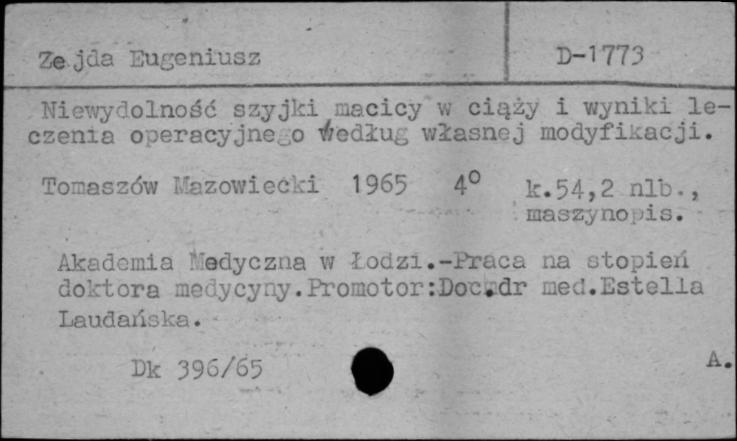 Zejda Eugeniusz D-1773
Niewydolność szyjki macicy w ciąży i wyniki le-
czenia operacyjnego według własnej modyfikacji.
Tomaszów Mazowiecki 1965 4° k.54,2 nlb.,
maszynopis.
Akademia Medyczna w Łodzi.-Praca na stopień
doktora medycyny.Promotor:Doc.dr med.Estella
Laudańska.
Dk 396/65 A.